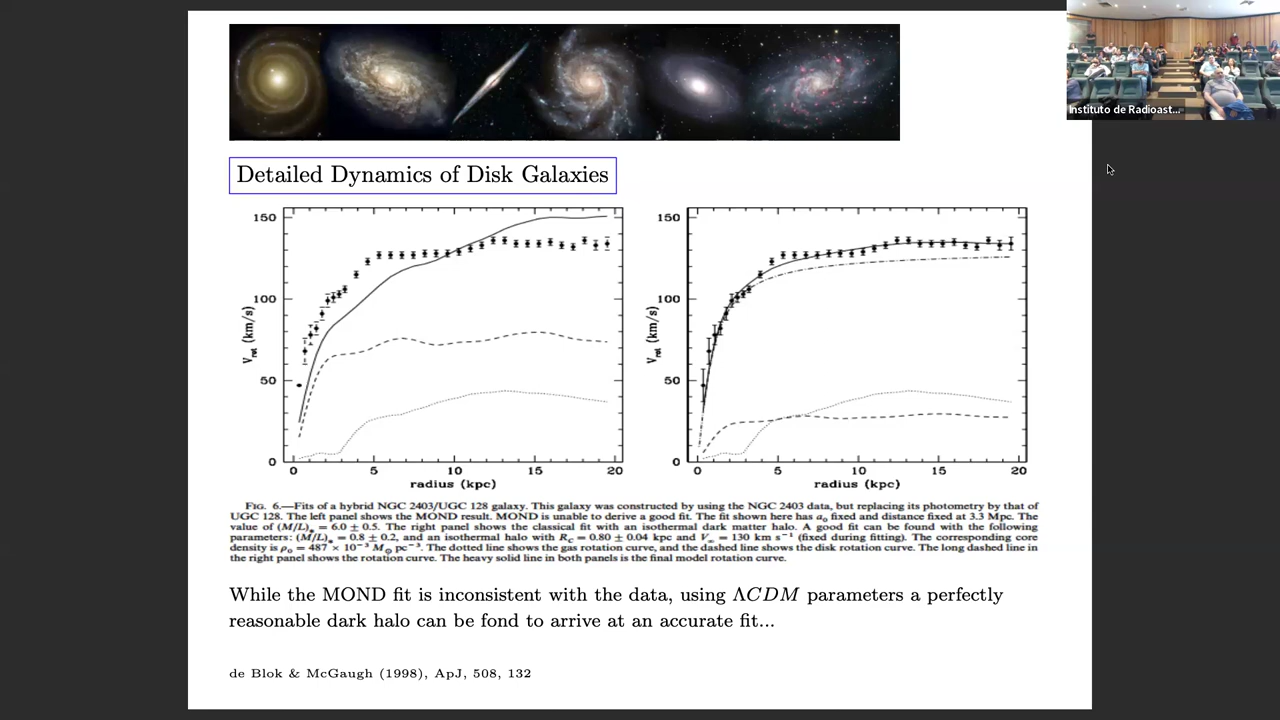 Instituto de Radioast...
Detailed Dynamics of Disk Galaxies
150
100
50
0
V_rot (km/s)
0 5 10 15 20
radius (kpc)
150
100
50
0
V_rot (km/s)
0 5 10 15 20
radius (kpc)
FIG. 6.—Fits of a hybrid NGC 2403/UGC 128 galaxy. This galaxy was constructed by using the NGC 2403 data, but replacing its photometry by that of
UGC 128. The left panel shows the MOND result. MOND is unable to derive a good fit. The fit shown here has a₀ fixed and distance fixed at 3.3 Mpc. The
value of (M/L)* = 6.0 ± 0.5. The right panel shows the classical fit with an isothermal dark matter halo. A good fit can be found with the following
parameters: (M/L)* = 0.8 ± 0.2, and an isothermal halo with R_C = 0.80 ± 0.04 kpc and V∞ = 130 km s⁻¹ (fixed during fitting). The corresponding core
density is ρ₀ = 487 × 10⁻³ M⊙ pc⁻³. The dotted line shows the gas rotation curve, and the dashed line shows the disk rotation curve. The long dashed line in
the right panel shows the rotation curve. The heavy solid line in both panels is the final model rotation curve.
While the MOND fit is inconsistent with the data, using ΛCDM parameters a perfectly
reasonable dark halo can be fond to arrive at an accurate fit...
de Blok & McGaugh (1998), ApJ, 508, 132